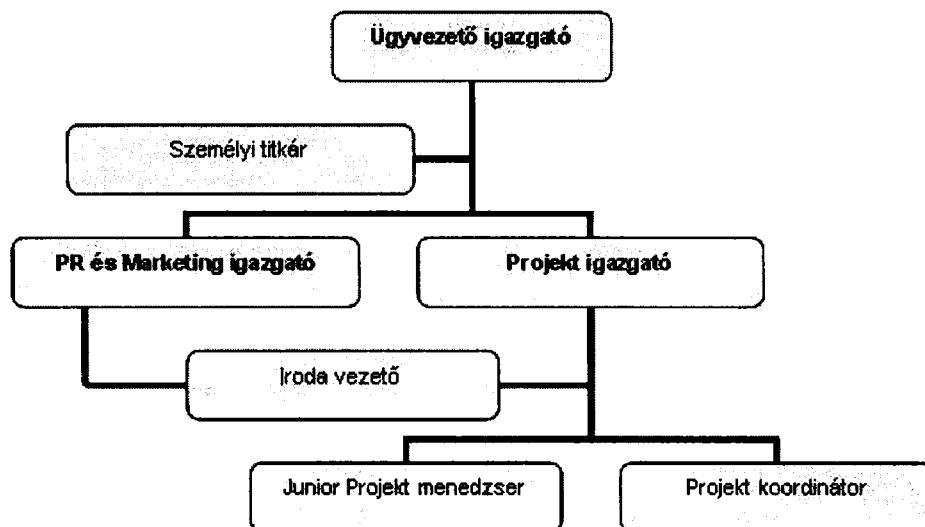 Ügyvezető igazgató
Személyi titkár
PR és Marketing igazgató
Projekt igazgató
Iroda vezető
Junior Projekt menedzser
Projekt koordinátor